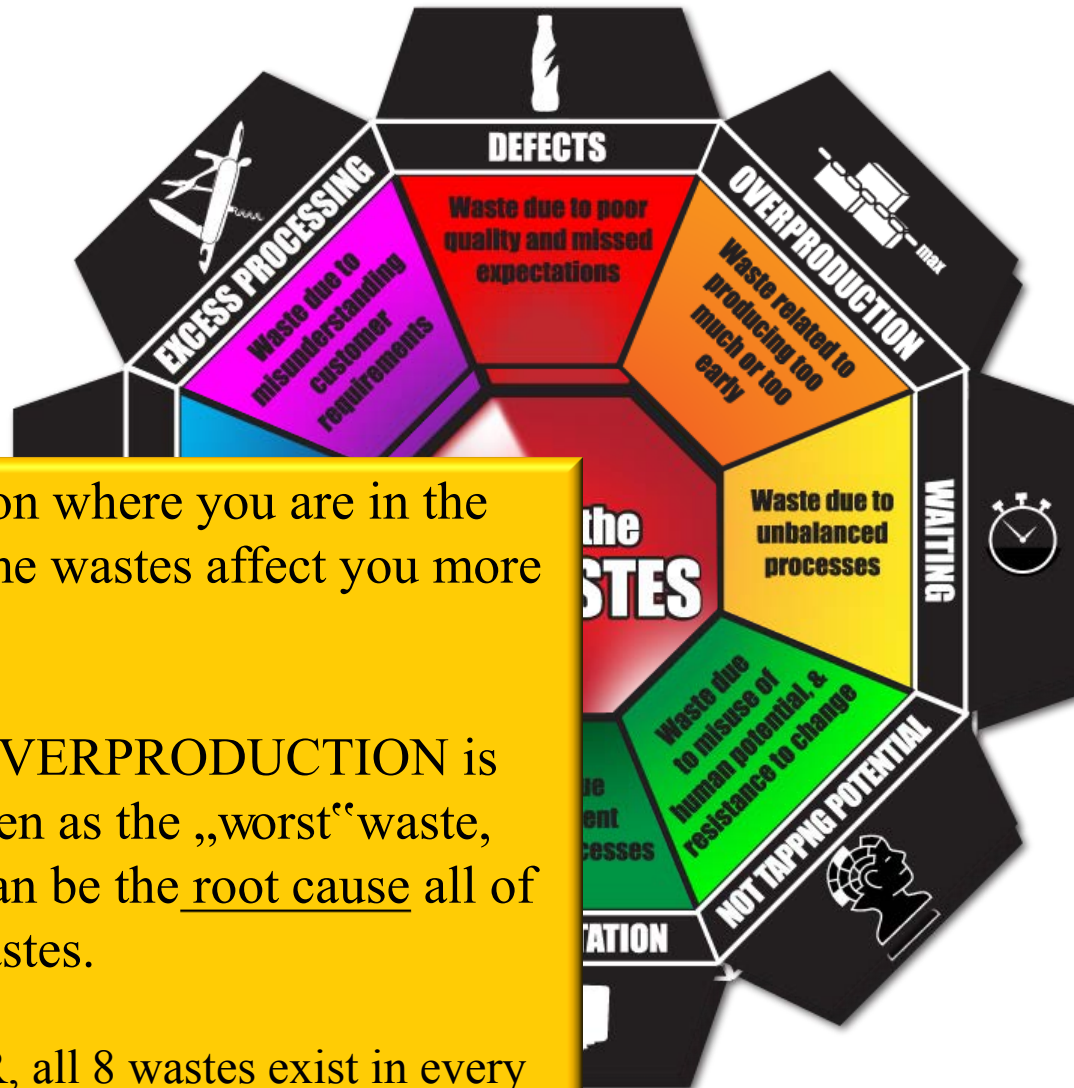 DEFECTS
Waste due to poor
quality and missed
expectations
OVERPRODUCTION
max
Waste related to
producing too
much or too
early
EXCESS PROCESSING
Waste due to
misunderstanding
customer
requirements
WAITING
Waste due to
unbalanced
processes
the
STES
NOT TAPPNG POTENTIAL
Waste due
to misuse of
human potential, &
resistance to change
ue
ent
cesses
TATION
on where you are in the
ne wastes affect you more
VERPRODUCTION is
en as the „worst‟waste,
an be the root cause all of
stes.
R, all 8 wastes exist in every